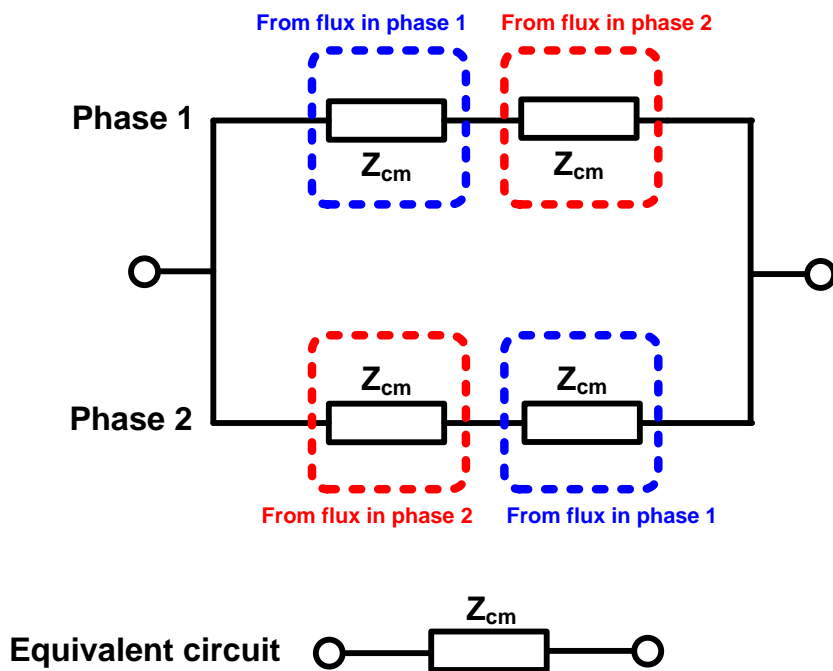 From flux in phase 1
From flux in phase 2
Phase 1
Zcm
Zcm
Zcm
Zcm
Phase 2
From flux in phase 2
From flux in phase 1
Zcm
Equivalent circuit